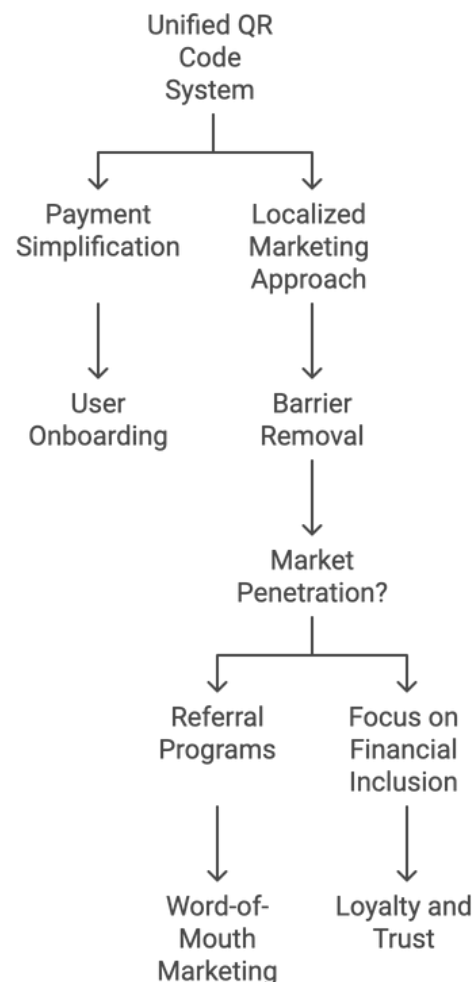 Unified QR
Code
System
Payment
Simplification
Localized
Marketing
Approach
User
Onboarding
Barrier
Removal
Market
Penetration?
Referral
Programs
Focus on
Financial
Inclusion
Word-of-
Mouth
Marketing
Loyalty and
Trust